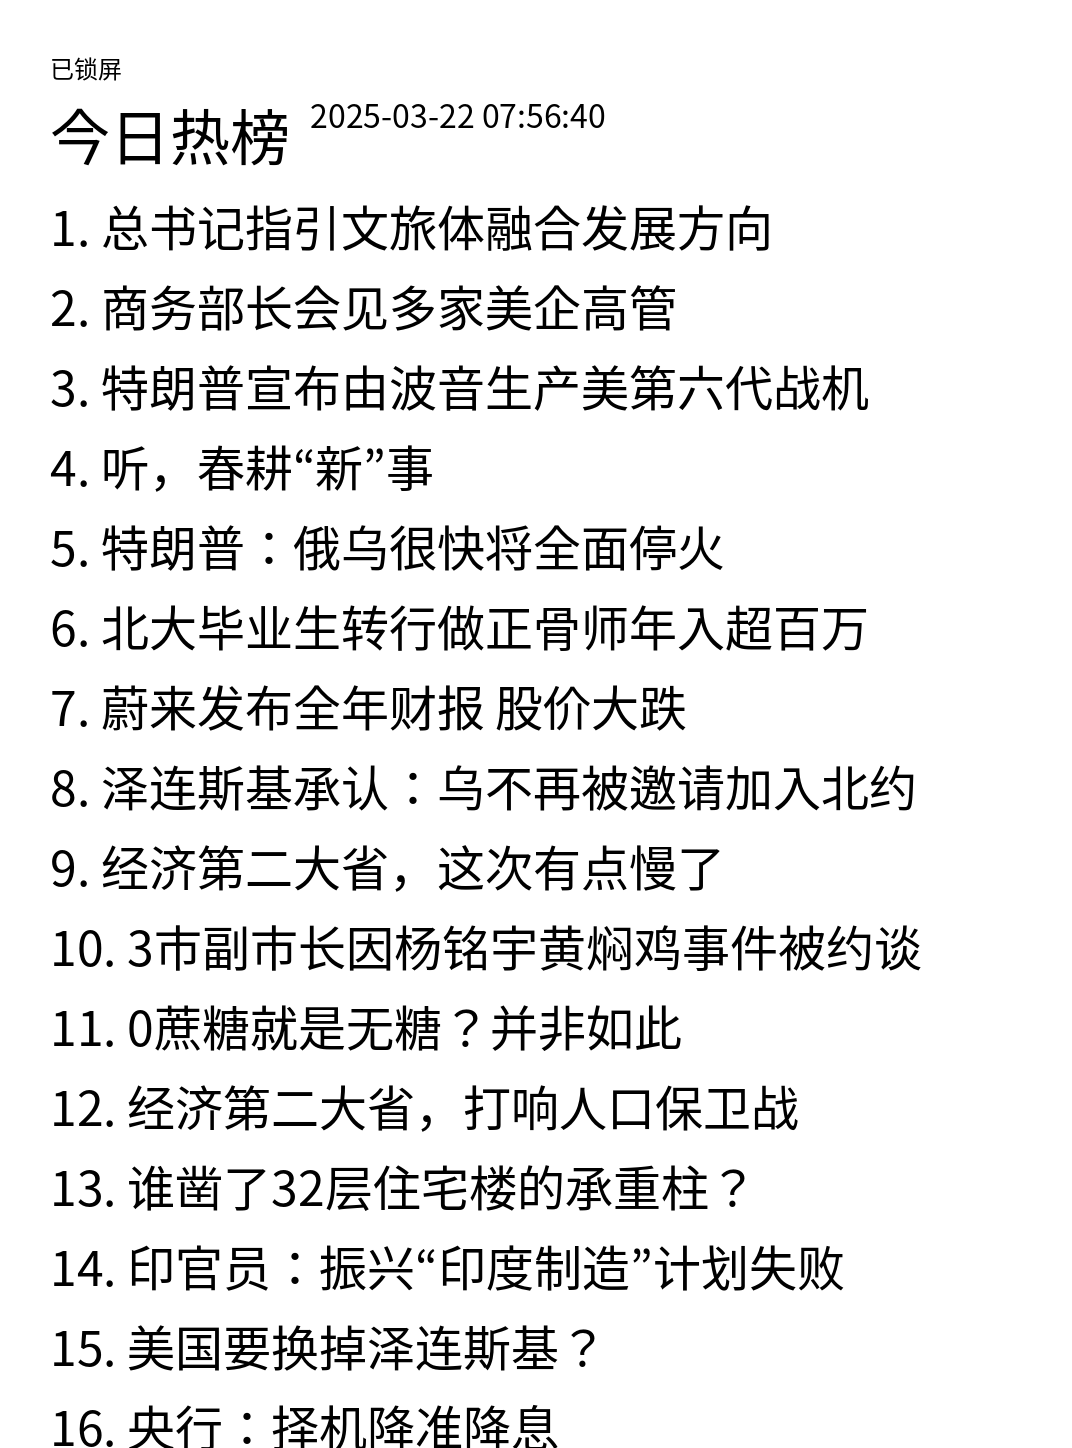 已锁屏
今日热榜 2025-03-22 07:56:40
1. 总书记指引文旅体融合发展方向
2. 商务部长会见多家美企高管
3. 特朗普宣布由波音生产美第六代战机
4. 听，春耕“新”事
5. 特朗普：俄乌很快将全面停火
6. 北大毕业生转行做正骨师年入超百万
7. 蔚来发布全年财报 股价大跌
8. 泽连斯基承认：乌不再被邀请加入北约
9. 经济第二大省，这次有点慢了
10. 3市副市长因杨铭宇黄焖鸡事件被约谈
11. 0蔗糖就是无糖？并非如此
12. 经济第二大省，打响人口保卫战
13. 谁凿了32层住宅楼的承重柱？
14. 印官员：振兴“印度制造”计划失败
15. 美国要换掉泽连斯基？
16. 央行：择机降准降息